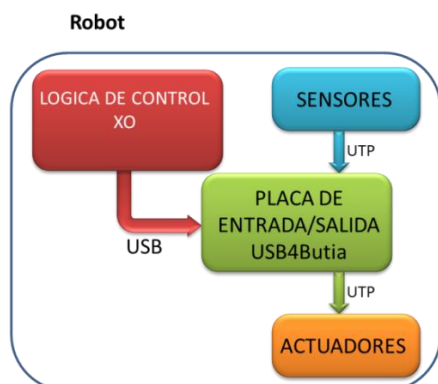 Robot
LOGICA DE CONTROL
XO
SENSORES
UTP
PLACA DE
ENTRADA/SALIDA
USB4Butia
USB
UTP
ACTUADORES